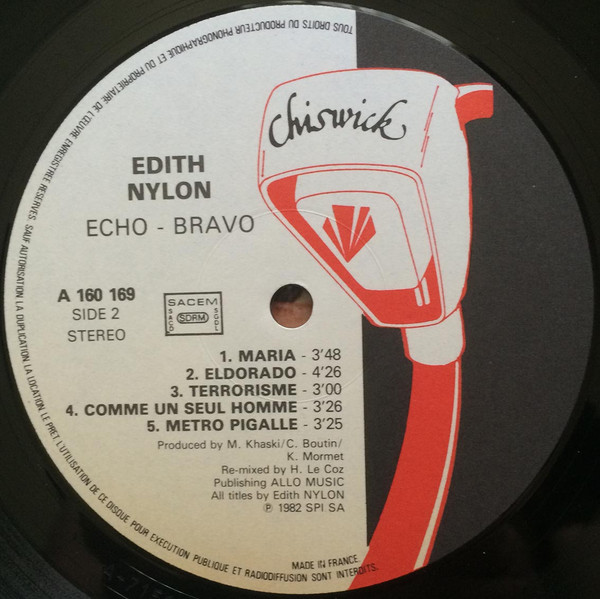 TOUS DROITS DU PRODUCTEUR PHONOGRAPHIQUE ET DU PROPRIETAIRE DE L'ŒUVRE ENREGISTREE RESERVES. SAUF AUTORISATION LA DUPLICATION, LA LOCATION, LE PRET, L'UTILISATION DE CE DISQUE POUR EXECUTION PUBLIQUE ET RADIODIFFUSION SONT INTERDITS.
chiswick
EDITH
NYLON
ECHO - BRAVO
A 160 169
SIDE 2
STEREO
SACEM
SACD
SDRM
SGDL
1. MARIA - 3'48
2. ELDORADO - 4'26
3. TERRORISME - 3'00
4. COMME UN SEUL HOMME - 3'26
5. METRO PIGALLE - 3'25
Produced by M. Khaski/C. Boutin/
K. Mormet
Re-mixed by H. Le Coz
Publishing ALLO MUSIC
All titles by Edith NYLON
℗ 1982 SPI SA
MADE IN FRANCE